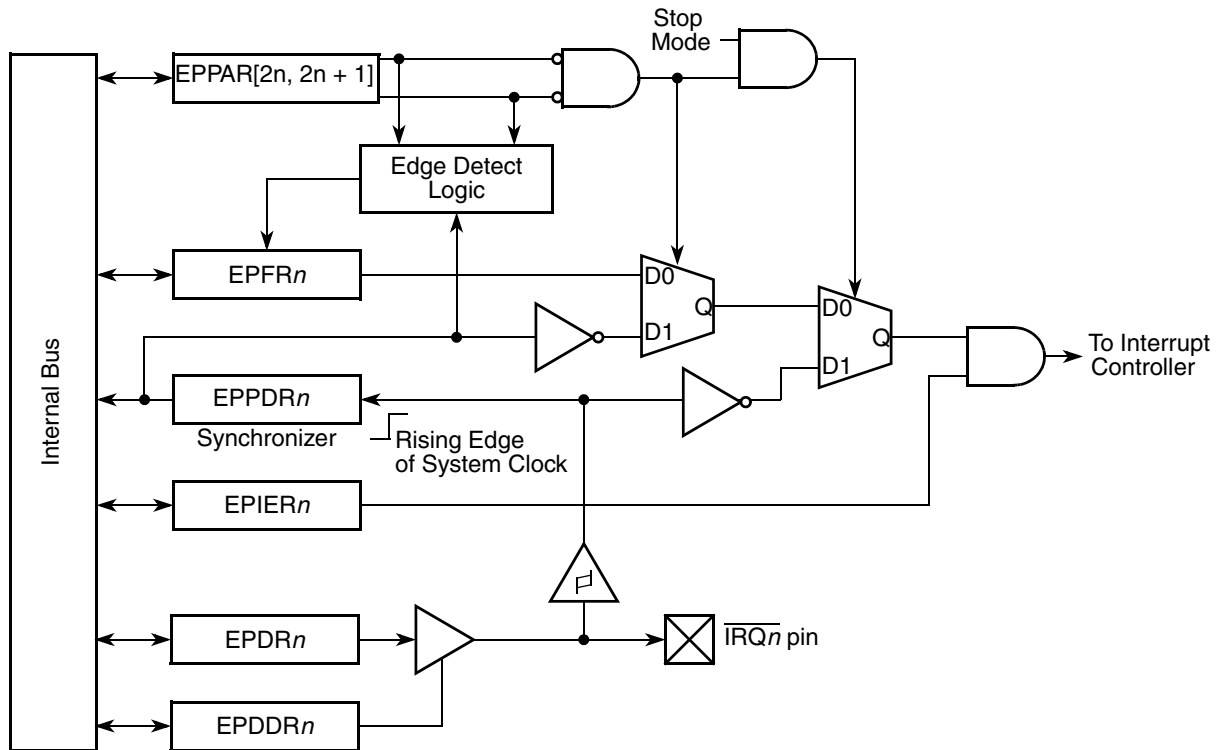 Stop
Mode
EPPAR[2n, 2n + 1]
Edge Detect
Logic
EPFRn
D0
D1
Q
D0
D1
Q
To Interrupt
Controller
Internal Bus
EPPDRn
Synchronizer
Rising Edge
of System Clock
EPIERn
EPDRn
IRQn pin
EPDDRn